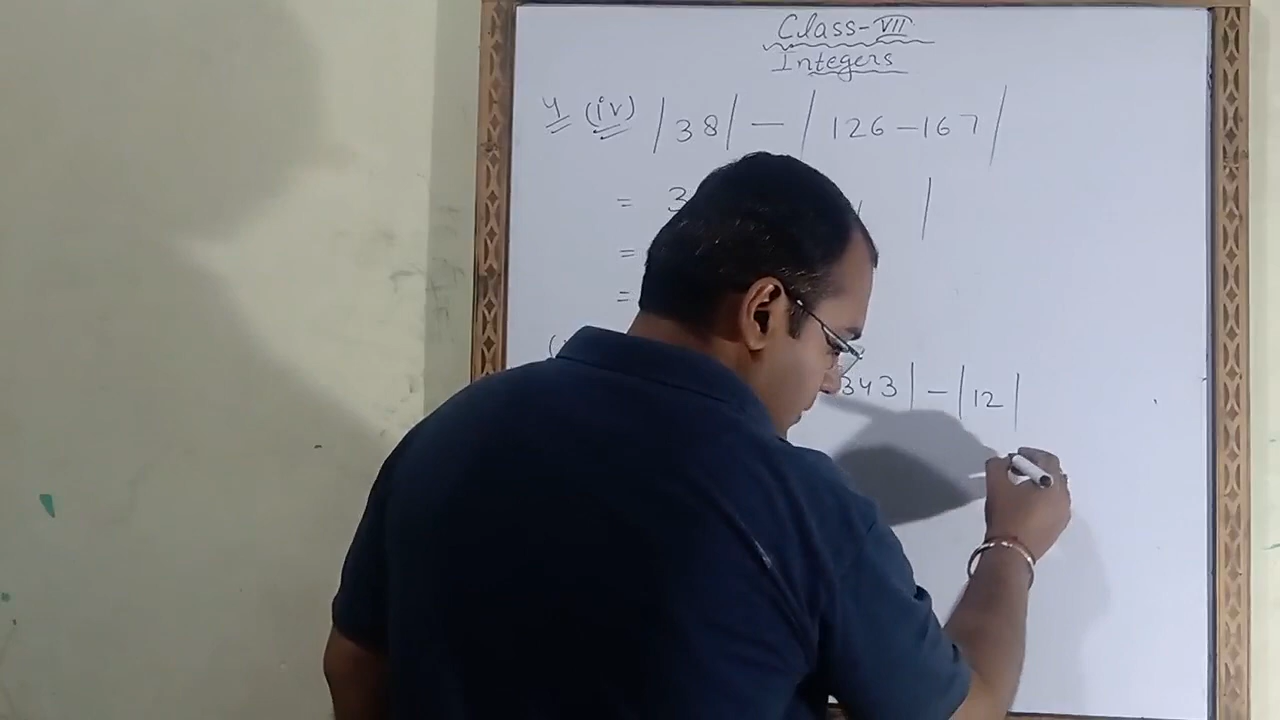 Class-VII
Integers
4 (iv) |38| - | 126 - 167 |
= 3 |
=
=
( 343| - |12|